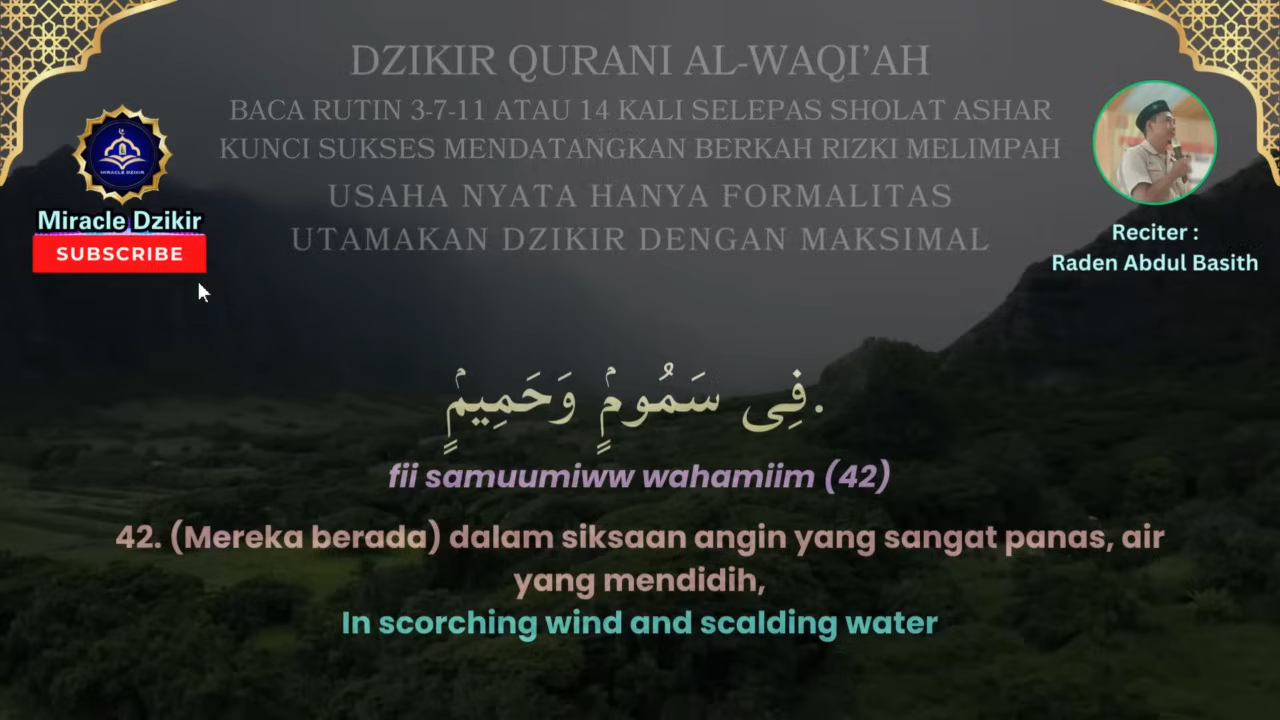 DZIKIR QURANI AL-WAQI’AH
BACA RUTIN 3-7-11 ATAU 14 KALI SELEPAS SHOLAT ASHAR
KUNCI SUKSES MENDATANGKAN BERKAH RIZKI MELIMPAH
USAHA NYATA HANYA FORMALITAS
UTAMAKAN DZIKIR DENGAN MAKSIMAL
MIRACLE DZIKIR
Miracle Dzikir
SUBSCRIBE
Reciter :
Raden Abdul Basith
.فِى سَمُومٍۢ وَحَمِيمٍۢ
fii samuumiww wahamiim (42)
42. (Mereka berada) dalam siksaan angin yang sangat panas, air
yang mendidih,
In scorching wind and scalding water